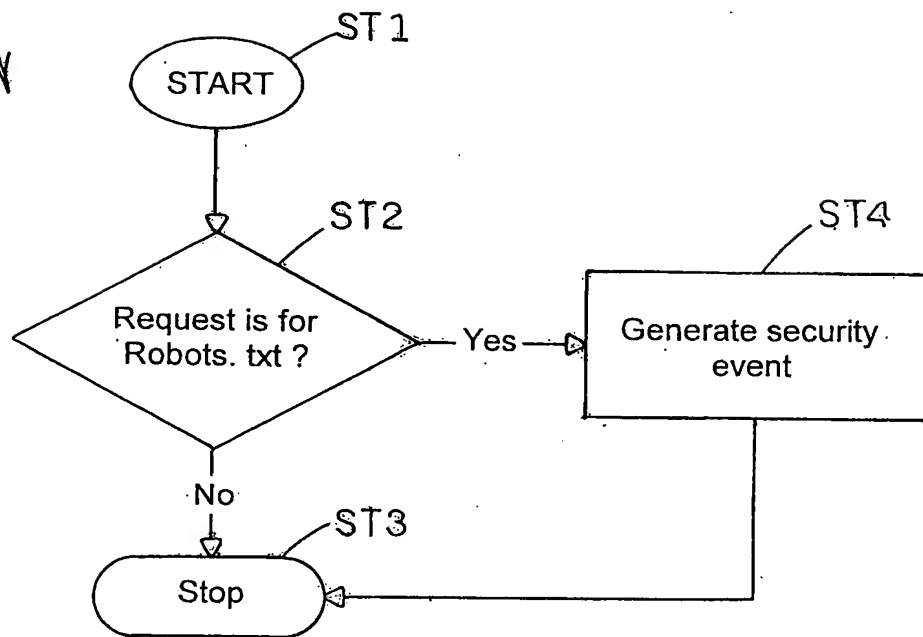 ST1
START
ST2
Request is for
Robots. txt ?
Yes
ST4
Generate security
event
No
ST3
Stop